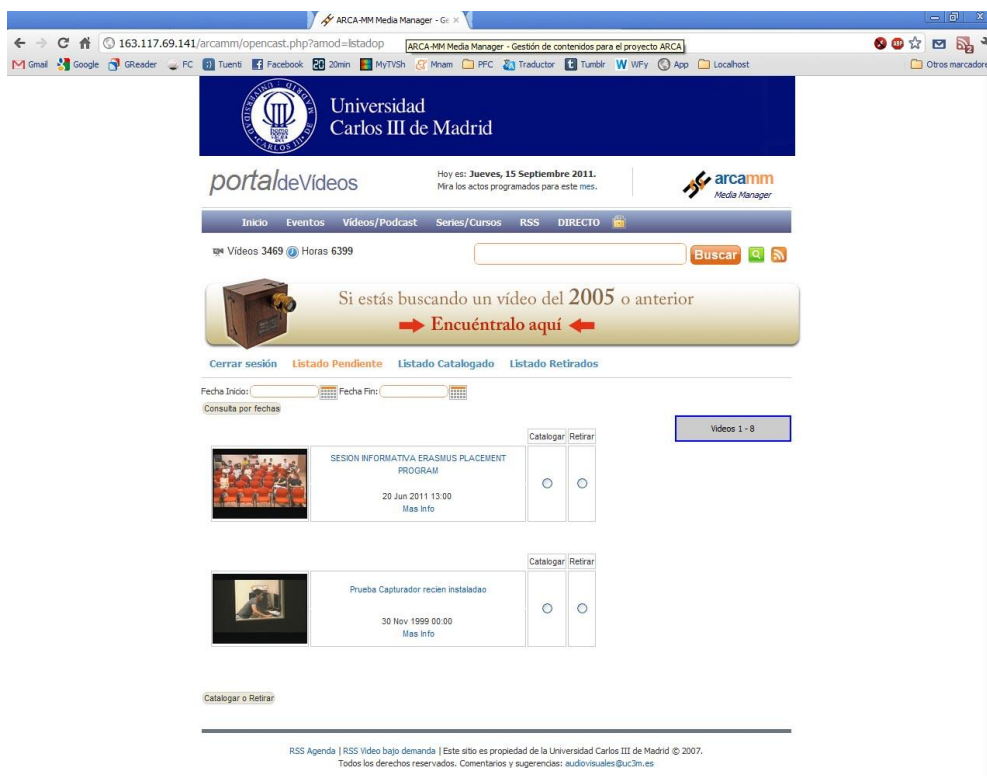 ARCA-MM Media Manager - Ge
163.117.69.141/arcamm/opencast.php?amod=listadop
ARCA-MM Media Manager - Gestión de contenidos para el proyecto ARCA
Gmail Google GReader FC Tuenti Facebook 20min MyTVSh Mnam PFC Traductor Tumblr WFy App Localhost Otros marcadore
Universidad
Carlos III de Madrid
portaldeVídeos
Hoy es: Jueves, 15 Septiembre 2011.
Mira los actos programados para este mes.
arcamm
Media Manager
Inicio Eventos Vídeos/Podcast Series/Cursos RSS DIRECTO
Vídeos 3469 Horas 6399
Buscar
Si estás buscando un vídeo del 2005 o anterior
Encuéntralo aquí
Cerrar sesión Listado Pendiente Listado Catalogado Listado Retirados
Fecha Inicio: Fecha Fin:
Consulta por fechas
Videos 1 - 8
Catalogar Retirar
SESION INFORMATIVA ERASMUS PLACEMENT
PROGRAM
20 Jun 2011 13:00
Mas Info
Catalogar Retirar
Prueba Capturador recien instaladao
30 Nov 1999 00:00
Mas Info
Catalogar o Retirar
RSS Agenda | RSS Video bajo demanda | Este sitio es propiedad de la Universidad Carlos III de Madrid © 2007.
Todos los derechos reservados. Comentarios y sugerencias: audiovisuales@uc3m.es